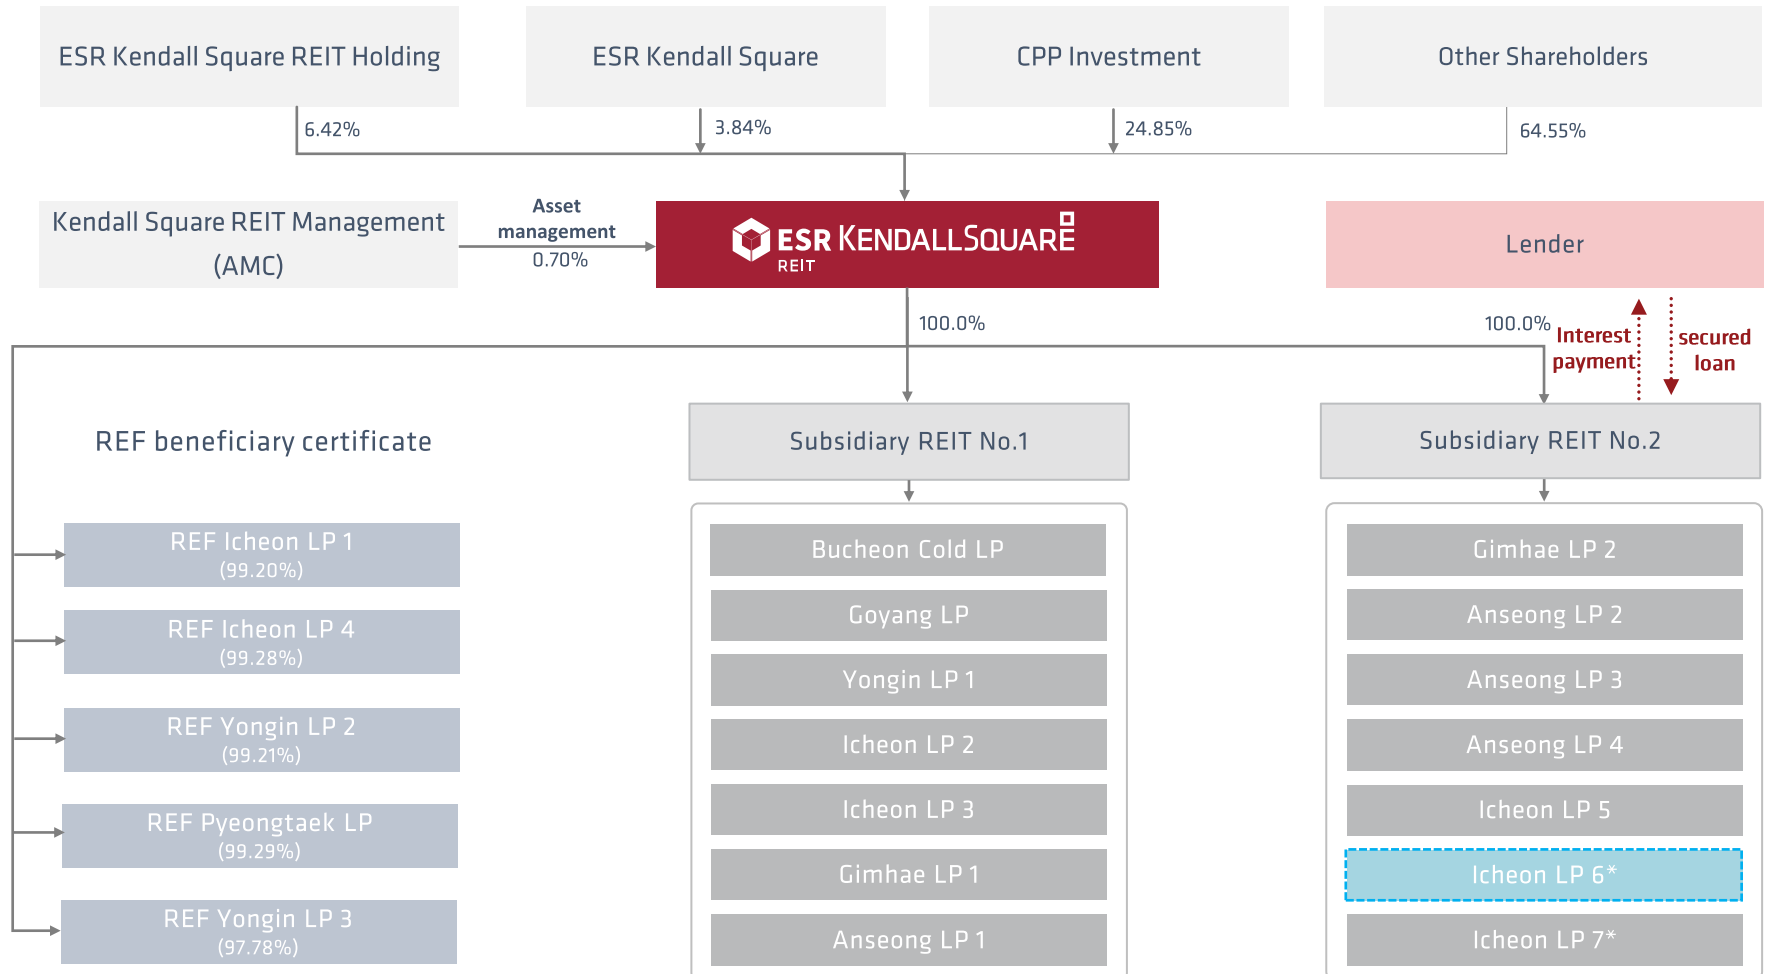 ESR Kendall Square REIT Holding
ESR Kendall Square
CPP Investment
Other Shareholders
6.42%
3.84%
24.85%
64.55%
Kendall Square REIT Management
(AMC)
Asset
management
0.70%
ESR KENDALLSQUARE
REIT
Lender
100.0%
100.0%
Interest
payment
secured
loan
REF beneficiary certificate
Subsidiary REIT No.1
Subsidiary REIT No.2
REF Icheon LP 1
(99.20%)
REF Icheon LP 4
(99.28%)
REF Yongin LP 2
(99.21%)
REF Pyeongtaek LP
(99.29%)
REF Yongin LP 3
(97.78%)
Bucheon Cold LP
Goyang LP
Yongin LP 1
Icheon LP 2
Icheon LP 3
Gimhae LP 1
Anseong LP 1
Gimhae LP 2
Anseong LP 2
Anseong LP 3
Anseong LP 4
Icheon LP 5
Icheon LP 6*
Icheon LP 7*